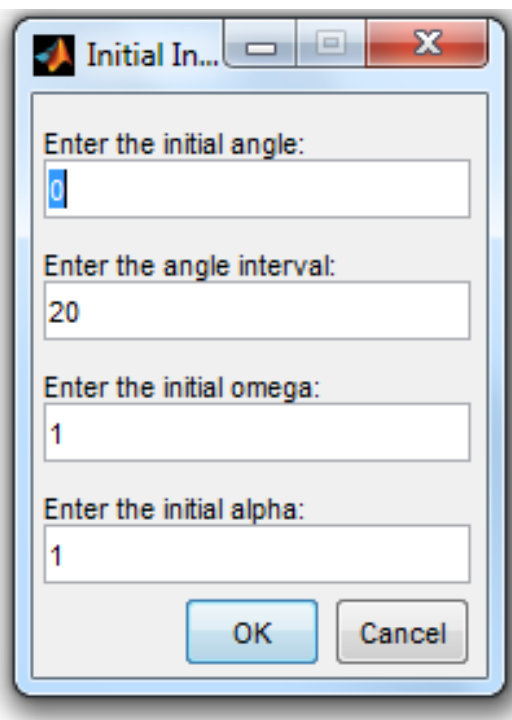 Initial In...
Enter the initial angle:
0
Enter the angle interval:
20
Enter the initial omega:
1
Enter the initial alpha:
1
OK Cancel